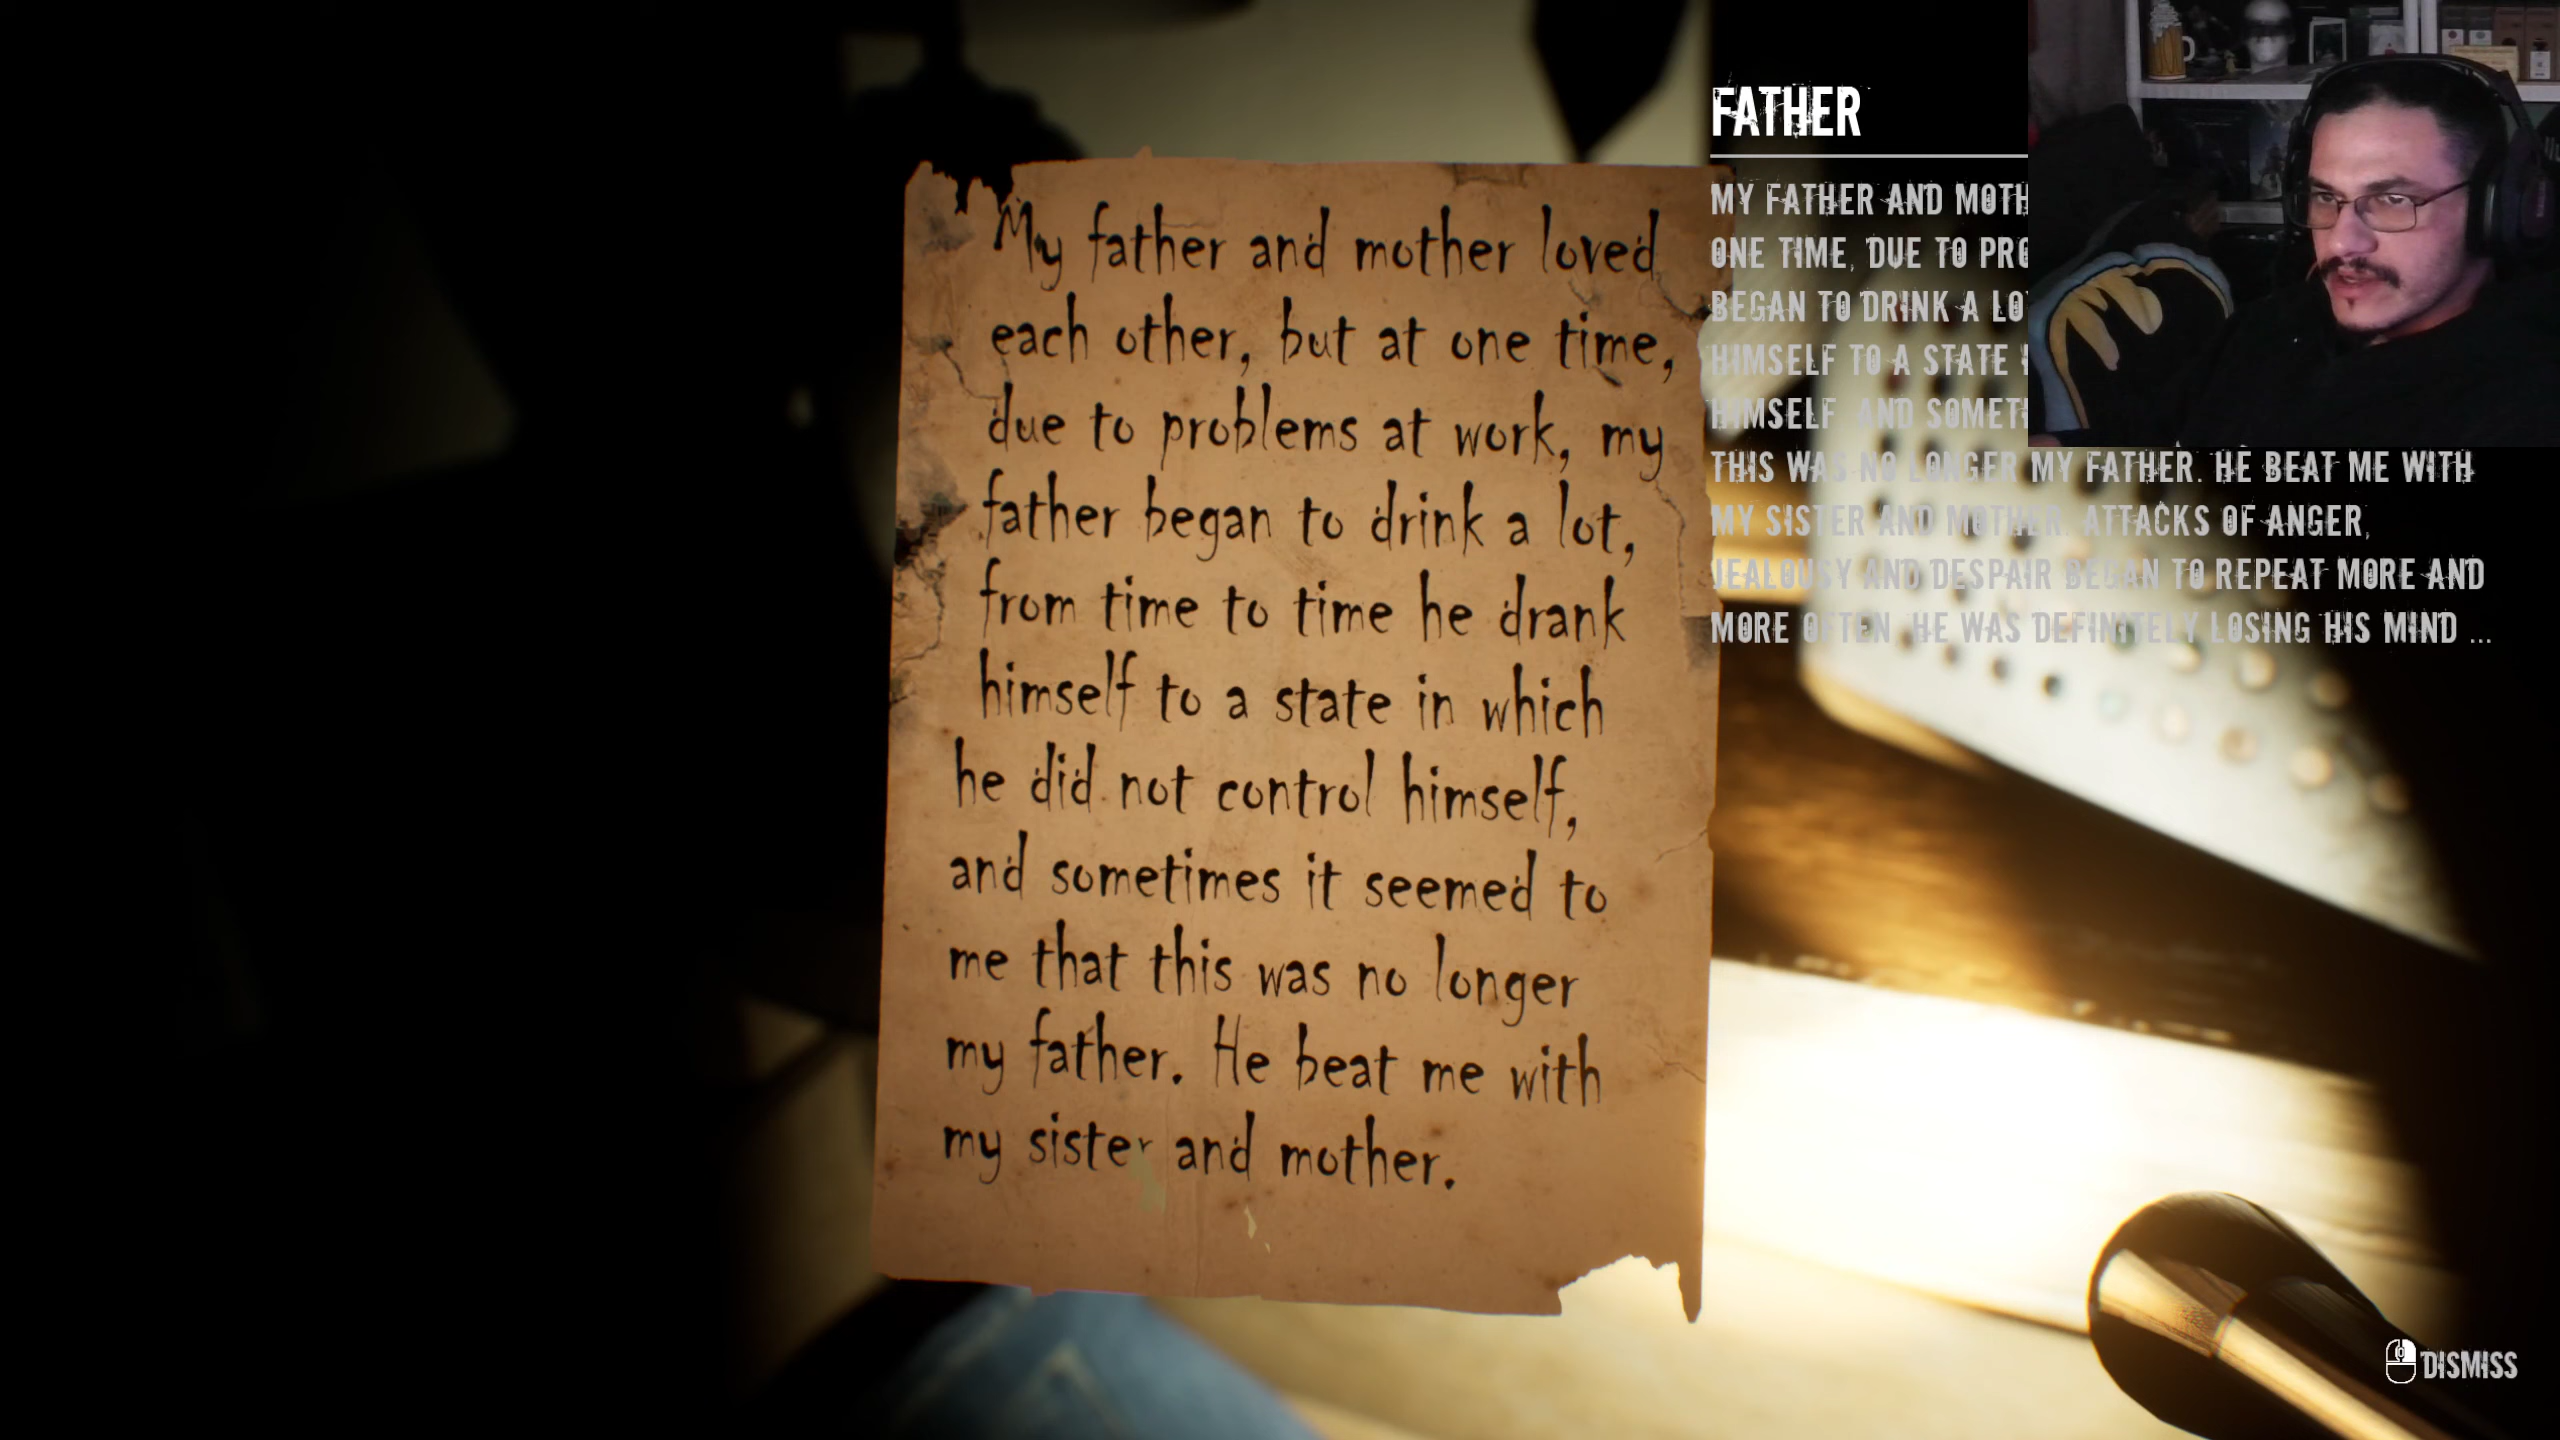 My father and mother loved
each other, but at one time,
due to problems at work, my
father began to drink a lot,
from time to time he drank
himself to a state in which
he did not control himself,
and sometimes it seemed to
me that this was no longer
my father. He beat me with
my sister and mother.
FATHER
MY FATHER AND MOTH
ONE TIME, DUE TO PRO
BEGAN TO DRINK A LO
HIMSELF TO A STATE
HIMSELF, AND SOMETI
THIS WAS NO LONGER MY FATHER. HE BEAT ME WITH
MY SISTER AND MOTHER. ATTACKS OF ANGER,
JEALOUSY AND DESPAIR BEGAN TO REPEAT MORE AND
MORE OFTEN. HE WAS DEFINITELY LOSING HIS MIND ...
DISMISS